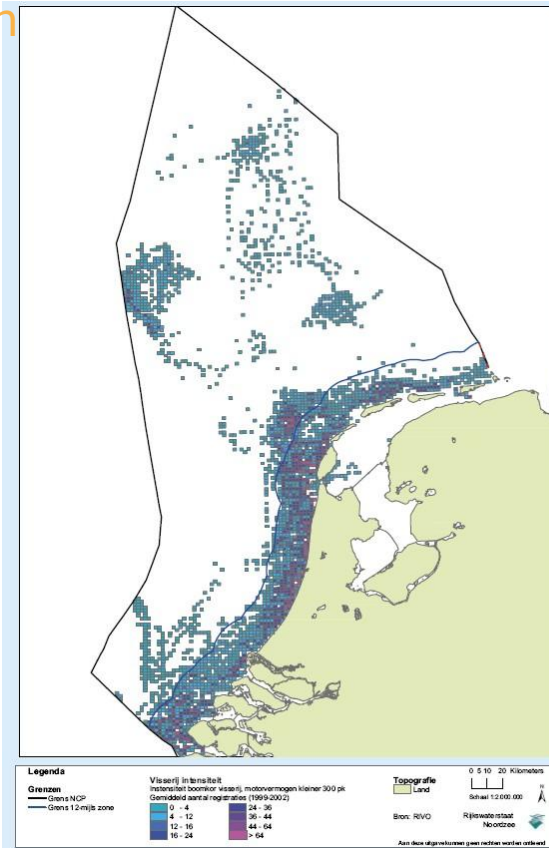 n
Legenda
Grenzen
Grens NCP
Grens 12-mijls zone
Visserij intensiteit
Instensiteit boomkor visserij, motorvermogen kleiner 300 pk
Gemiddeld aantal registraties (1999-2002)
0 - 4
4 - 12
12 - 16
16 - 24
24 - 36
36 - 44
44 - 64
> 64
Topografie
Land
Bron: RIVO
0 5 10 20 Kilometers
Schaal 1:2.000.000
N
Rijkswaterstaat
Noordzee
Aan deze uitgave kunnen geen rechten worden ontleend